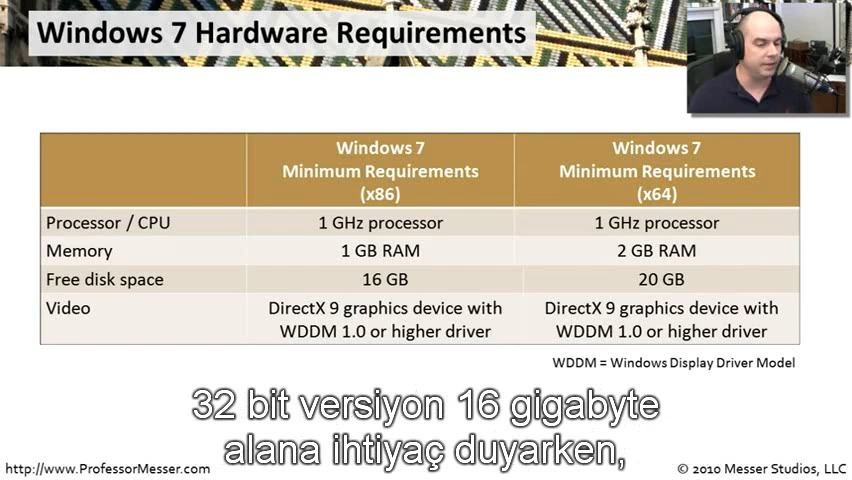 Windows 7 Hardware Requirements
Windows 7 Minimum Requirements (x86)
Windows 7 Minimum Requirements (x64)
Processor / CPU 1 GHz processor 1 GHz processor
Memory 1 GB RAM 2 GB RAM
Free disk space 16 GB 20 GB
Video DirectX 9 graphics device with WDDM 1.0 or higher driver DirectX 9 graphics device with WDDM 1.0 or higher driver
WDDM = Windows Display Driver Model
32 bit versiyon 16 gigabyte
alana ihtiyaç duyarken,
http://www.ProfessorMesser.com
© 2010 Messer Studios, LLC